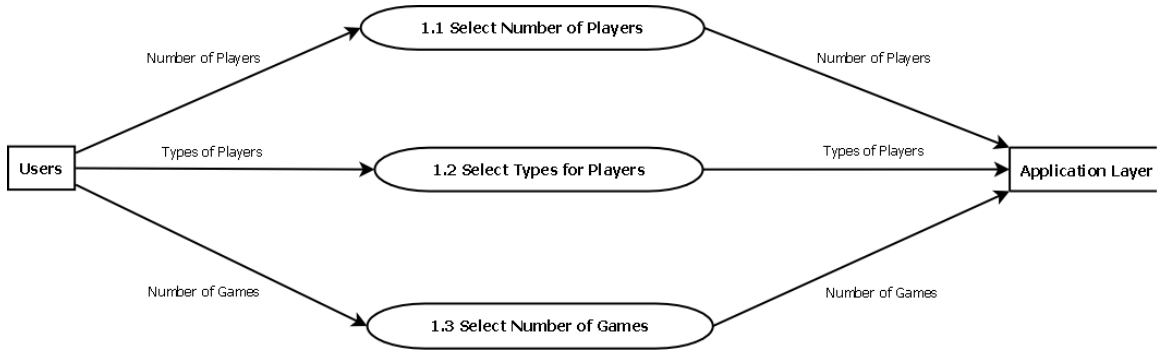 1.1 Select Number of Players
Number of Players
Number of Players
Types of Players
Types of Players
Users
1.2 Select Types for Players
Application Layer
Number of Games
Number of Games
1.3 Select Number of Games